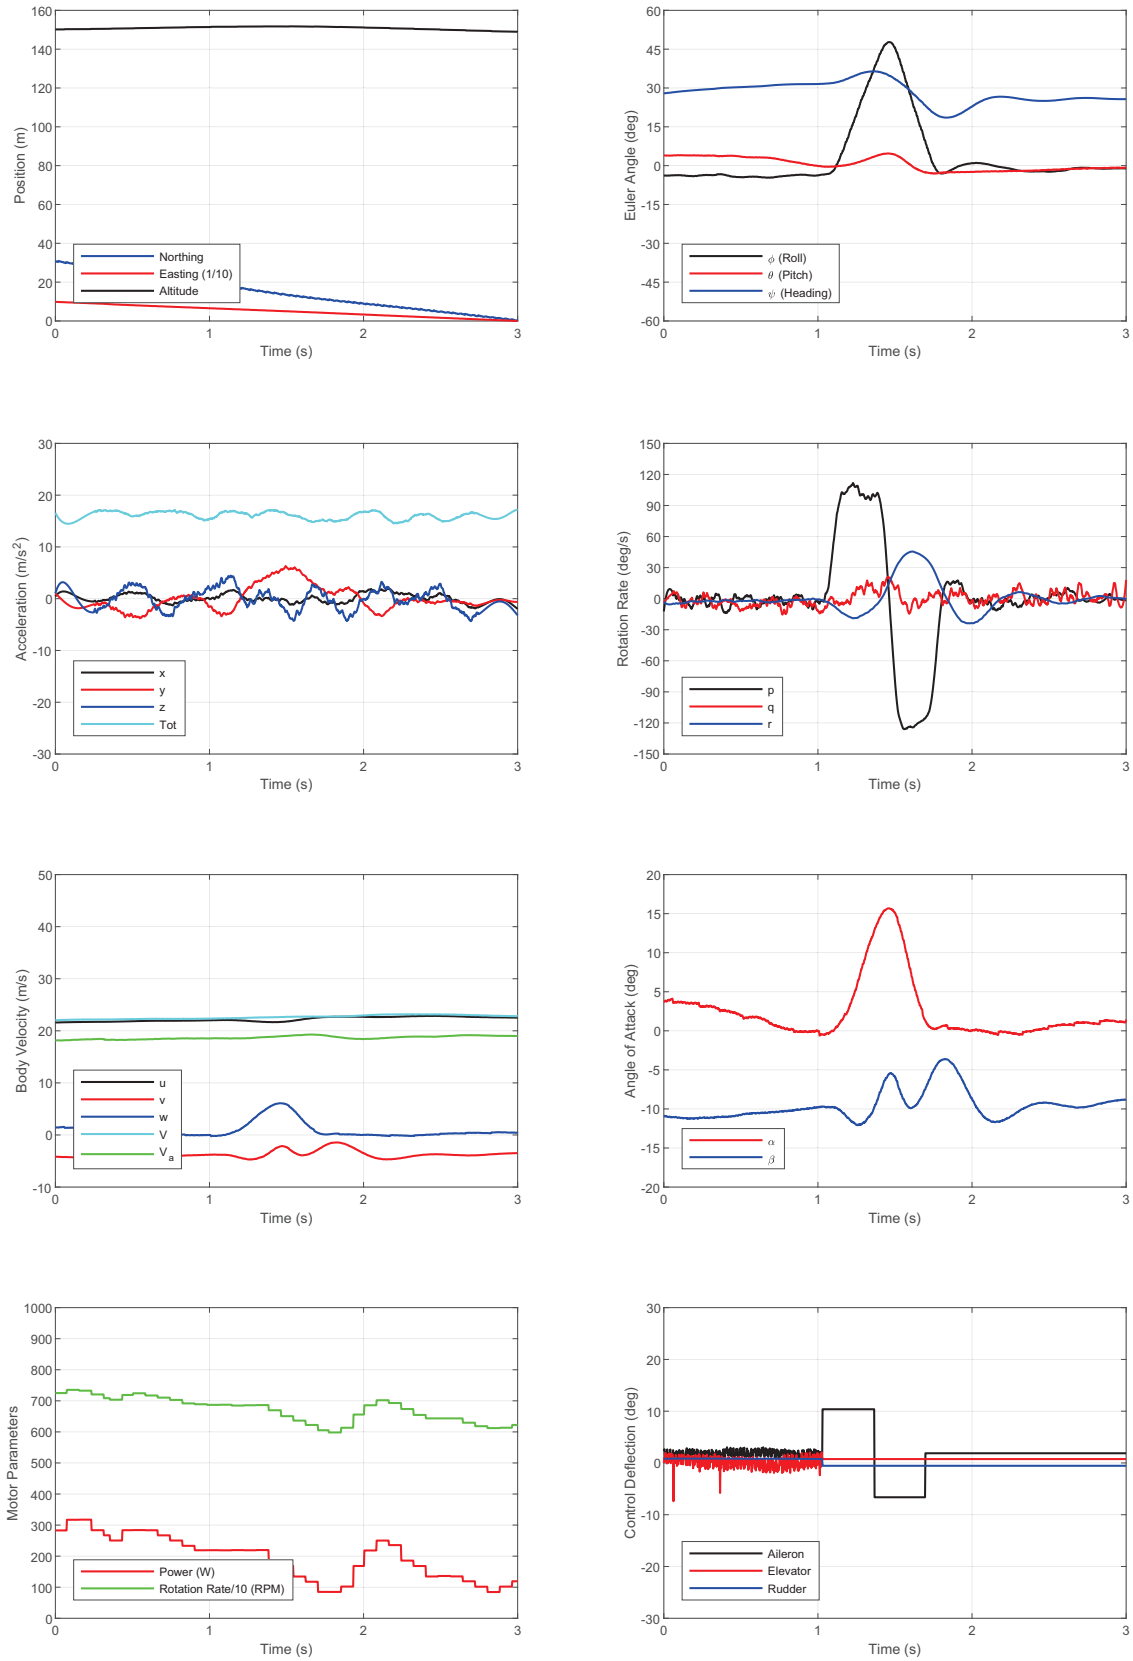 Position (m)
160
140
120
100
80
60
40
20
0
Northing
Easting (1/10)
Altitude
0
1
2
3
Time (s)
Euler Angle (deg)
60
45
30
15
0
-15
-30
-45
-60
ϕ (Roll)
θ (Pitch)
ψ (Heading)
0
1
2
3
Time (s)
Acceleration (m/s²)
30
20
10
0
-10
-20
-30
x
y
z
Tot
0
1
2
3
Time (s)
Rotation Rate (deg/s)
150
120
90
60
30
0
-30
-60
-90
-120
-150
p
q
r
0
1
2
3
Time (s)
Body Velocity (m/s)
50
40
30
20
10
0
-10
u
v
w
V
Va
0
1
2
3
Time (s)
Angle of Attack (deg)
20
15
10
5
0
-5
-10
-15
-20
α
β
0
1
2
3
Time (s)
Motor Parameters
1000
900
800
700
600
500
400
300
200
100
0
Power (W)
Rotation Rate/10 (RPM)
0
1
2
3
Time (s)
Control Deflection (deg)
30
20
10
0
-10
-20
-30
Aileron
Elevator
Rudder
0
1
2
3
Time (s)